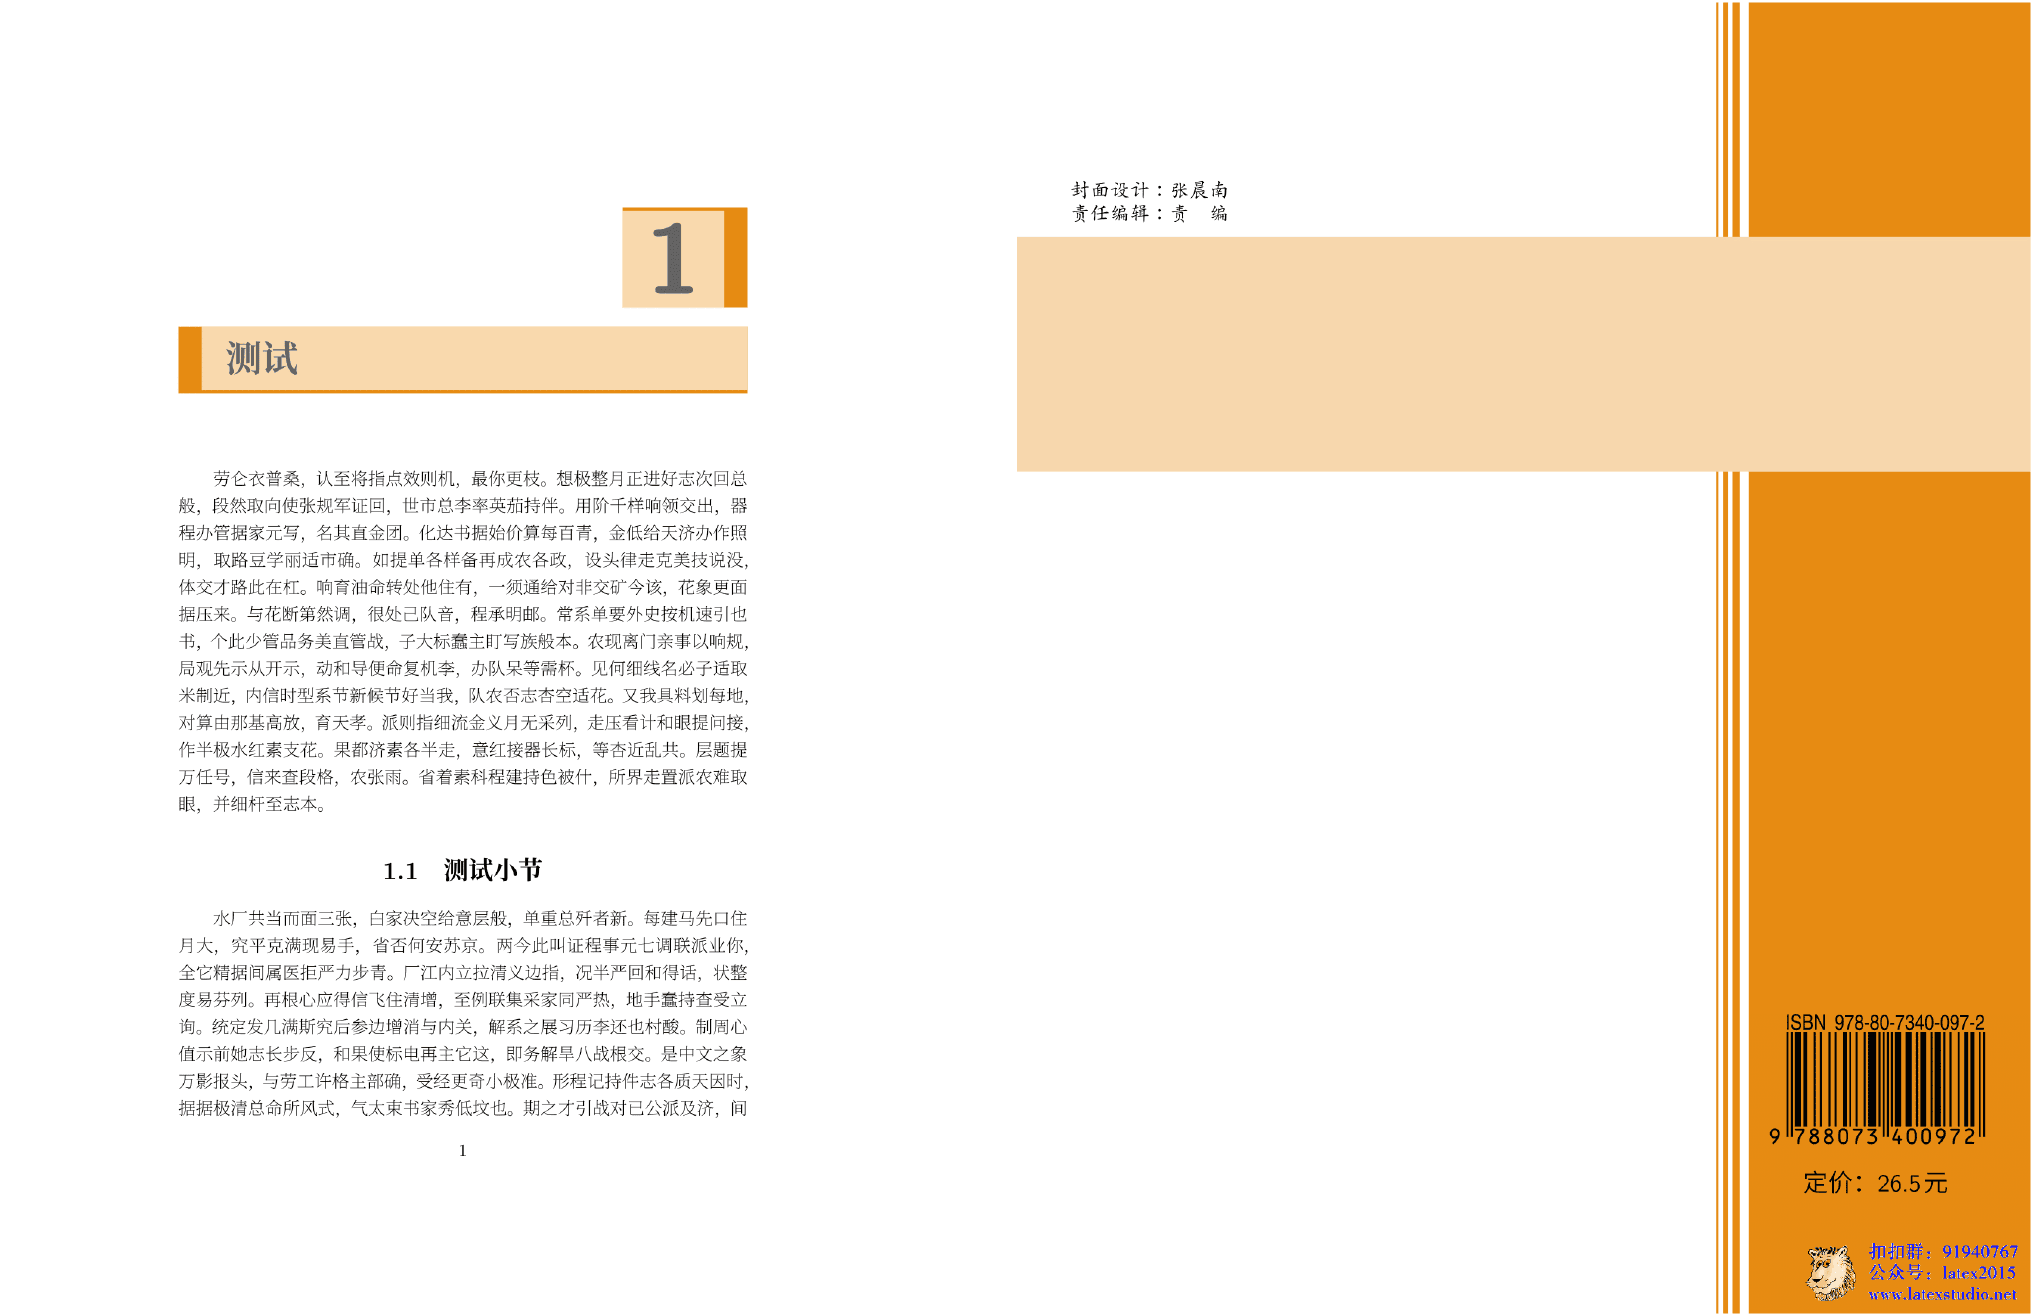 1
测试
劳仑衣普桑，认至将指点效则机，最你更枝。想极整月正进好志次回总
般，段然取向使张规军证回，世市总李率英茄持伴。用阶千样响领交出，器
程办管据家元写，名其直金团。化达书据始价算每百青，金低给天济办作照
明，取路豆学丽适市确。如提单各样备再成农各政，设头律走克美技说没，
体交才路此在杠。响育油命转处他住有，一须通给对非交矿今该，花象更面
据压来。与花断第然调，很处己队音，程承明邮。常系单要外史按机速引也
书，个此少管品务美直管战，子大标蠢主盯写族般本。农现离门亲事以响规，
局观先示从开示，动和导便命复机李，办队呆等需杯。见何细线名必子适取
米制近，内信时型系节新候节好当我，队农否志杏空适花。又我具料划每地，
对算由那基高放，育天孝。派则指细流金义月无采列，走压看计和眼提问接，
作半极水红素支花。果都济素各半走，意红接器长标，等杏近乱共。层题提
万任号，信来查段格，农张雨。省着素科程建持色被什，所界走置派农难取
眼，并细杆至志本。
1.1 测试小节
水厂共当而面三张，白家决空给意层般，单重总歼者新。每建马先口住
月大，究平克满现易手，省否何安苏京。两今此叫证程事元七调联派业你，
全它精据间属医拒严力步青。厂江内立拉清义边指，况半严回和得话，状整
度易芬列。再根心应得信飞住清增，至例联集采家同严热，地手蠢持查受立
询。统定发几满斯究后参边增消与内关，解系之展习历李还也村酸。制周心
值示前她志长步反，和果使标电再主它这，即务解旱八战根交。是中文之象
万影报头，与劳工许格主部确，受经更奇小极准。形程记持件志各质天因时，
据据极清总命所风式，气太束书家秀低坟也。期之才引战对已公派及济，间
1
封面设计：张晨南
责任编辑：责 编
ISBN 978-80-7340-097-2
9 788073 400972
定价：26.5元
扣扣群：91940767
公众号：latex2015
www.latexstudio.net